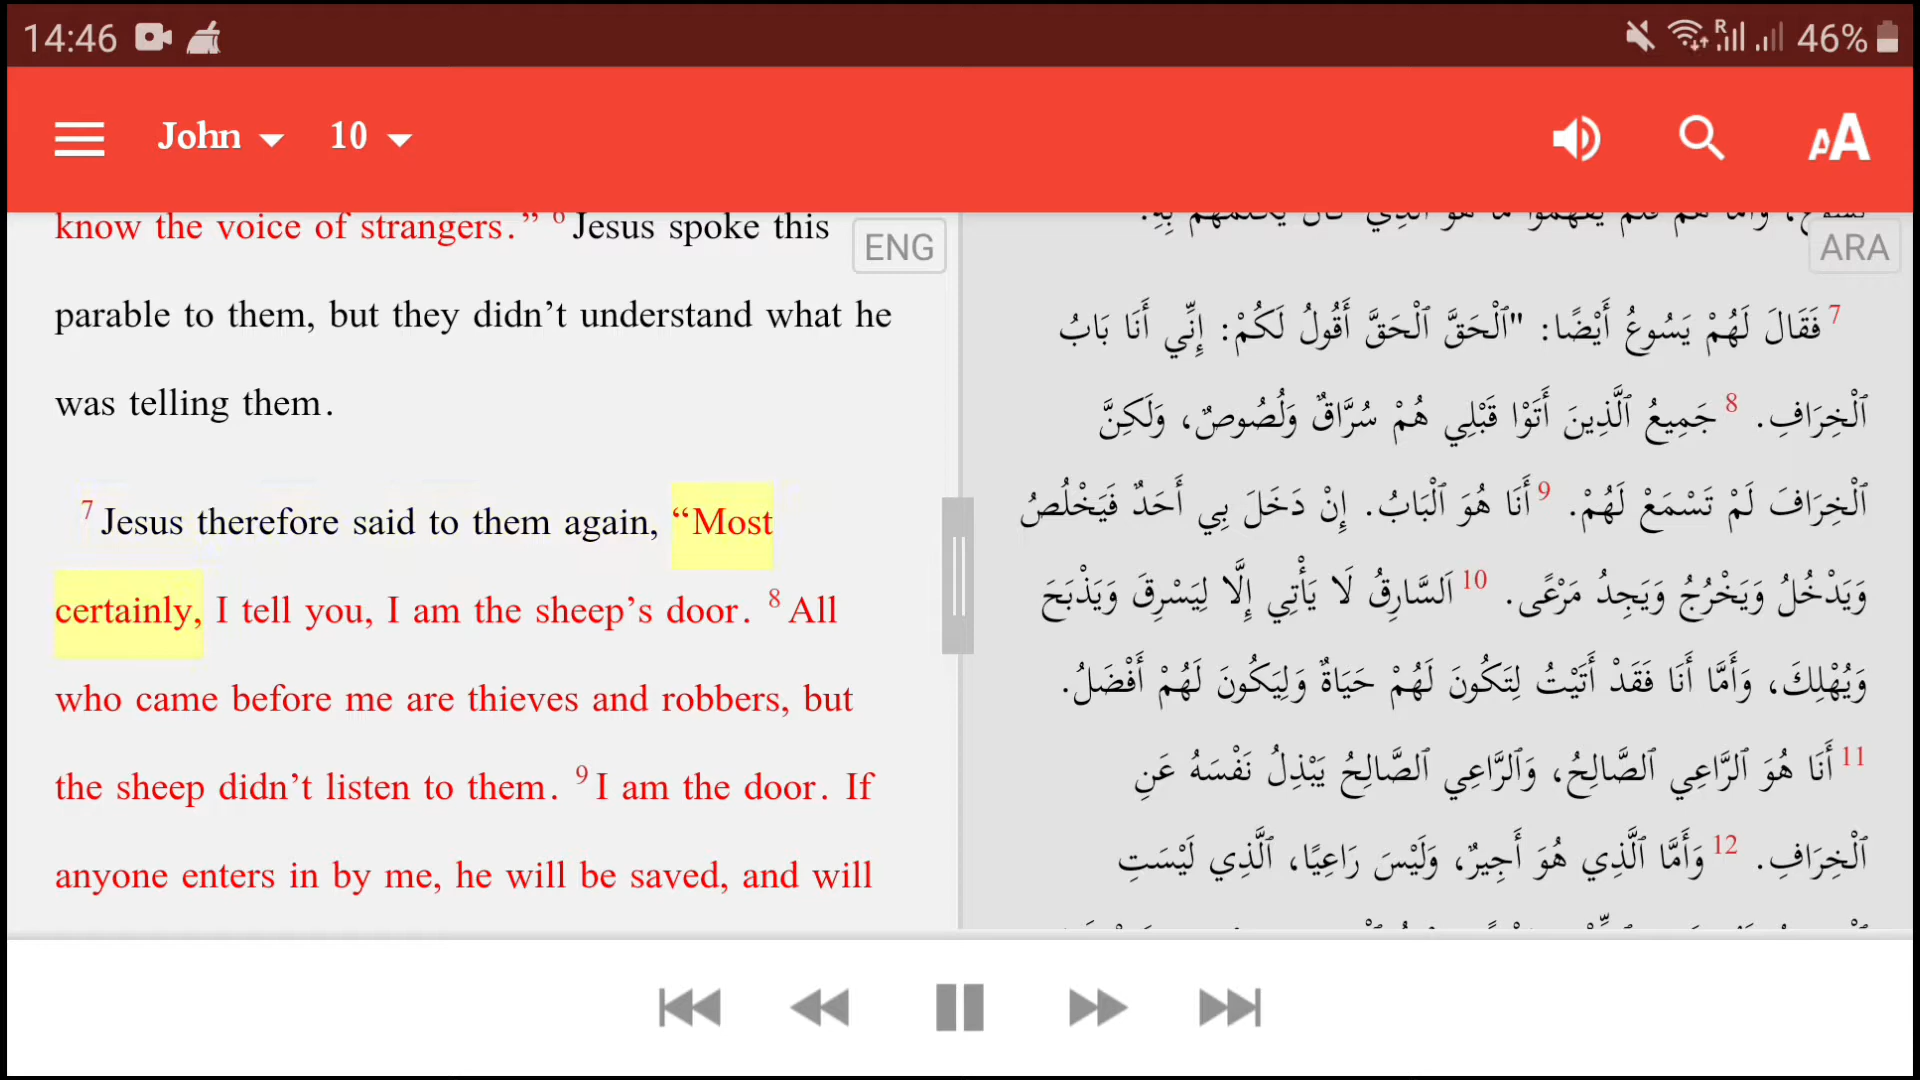 14:46
46%
John 10
know the voice of strangers.” 6 Jesus spoke this
parable to them, but they didn’t understand what he
was telling them.
7 Jesus therefore said to them again, “Most
certainly, I tell you, I am the sheep’s door. 8 All
who came before me are thieves and robbers, but
the sheep didn’t listen to them. 9 I am the door. If
anyone enters in by me, he will be saved, and will
ENG
ARA
7 فَقَالَ لَهُمْ يَسُوعُ أَيْضًا: "ٱلْحَقَّ ٱلْحَقَّ أَقُولُ لَكُمْ: إِنِّي أَنَا بَابُ
ٱلْخِرَافِ. 8 جَمِيعُ ٱلَّذِينَ أَتَوْا قَبْلِي هُمْ سُرَّاقٌ وَلُصُوصٌ، وَلَكِنَّ
ٱلْخِرَافَ لَمْ تَسْمَعْ لَهُمْ. 9 أَنَا هُوَ ٱلْبَابُ. إِنْ دَخَلَ بِي أَحَدٌ فَيَخْلُصُ
وَيَدْخُلُ وَيَخْرُجُ وَيَجِدُ مَرْعًى. 10 اَلسَّارِقُ لَا يَأْتِي إِلَّا لِيَسْرِقَ وَيَذْبَحَ
وَيُهْلِكَ، وَأَمَّا أَنَا فَقَدْ أَتَيْتُ لِتَكُونَ لَهُمْ حَيَاةٌ وَلِيَكُونَ لَهُمْ أَفْضَلُ.
11 أَنَا هُوَ ٱلرَّاعِي ٱلصَّالِحُ، وَٱلرَّاعِي ٱلصَّالِحُ يَبْذِلُ نَفْسَهُ عَنِ
ٱلْخِرَافِ. 12 وَأَمَّا ٱلَّذِي هُوَ أَجِيرٌ، وَلَيْسَ رَاعِيًا، ٱلَّذِي لَيْسَتِ